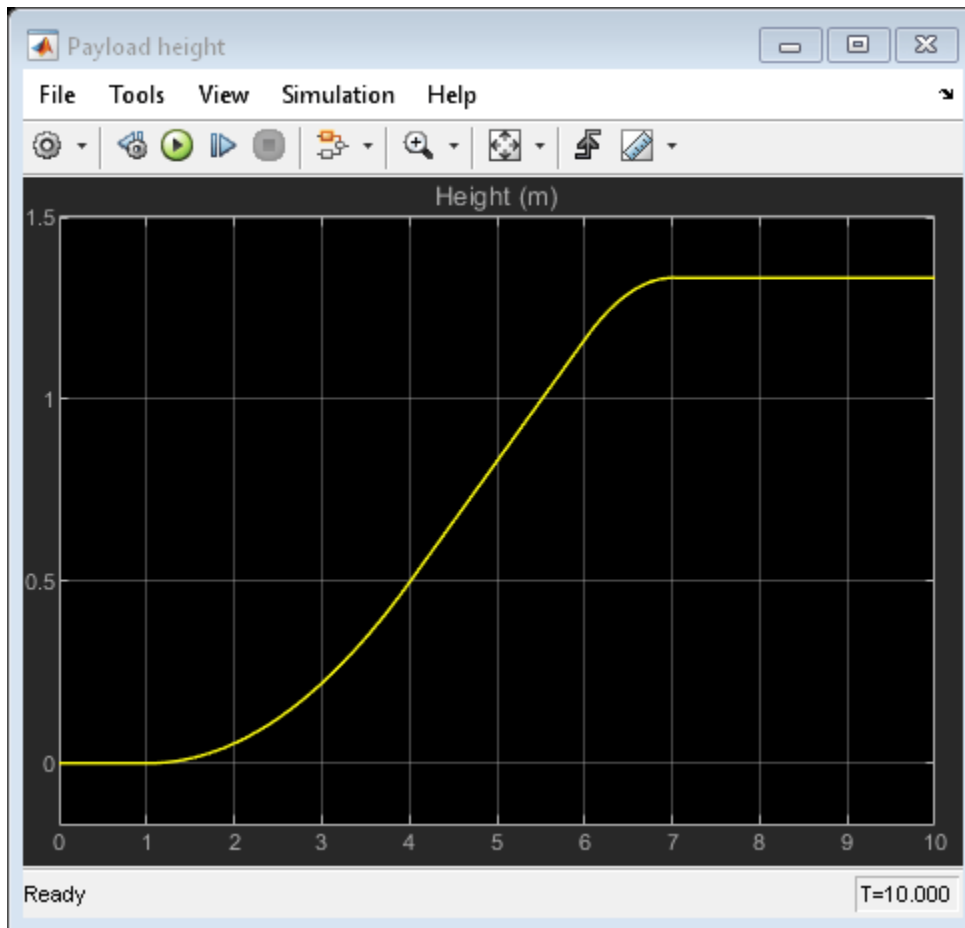 Payload height
File Tools View Simulation Help
Height (m)
1.5
1
0.5
0
0 1 2 3 4 5 6 7 8 9 10
Ready T=10.000